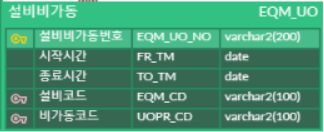 설비비가동 EQM_UO
설비비가동번호 EQM_UO_NO varchar2(200)
시작시간 FR_TM date
종료시간 TO_TM date
설비코드 EQM_CD varchar2(100)
비가동코드 UOPR_CD varchar2(100)